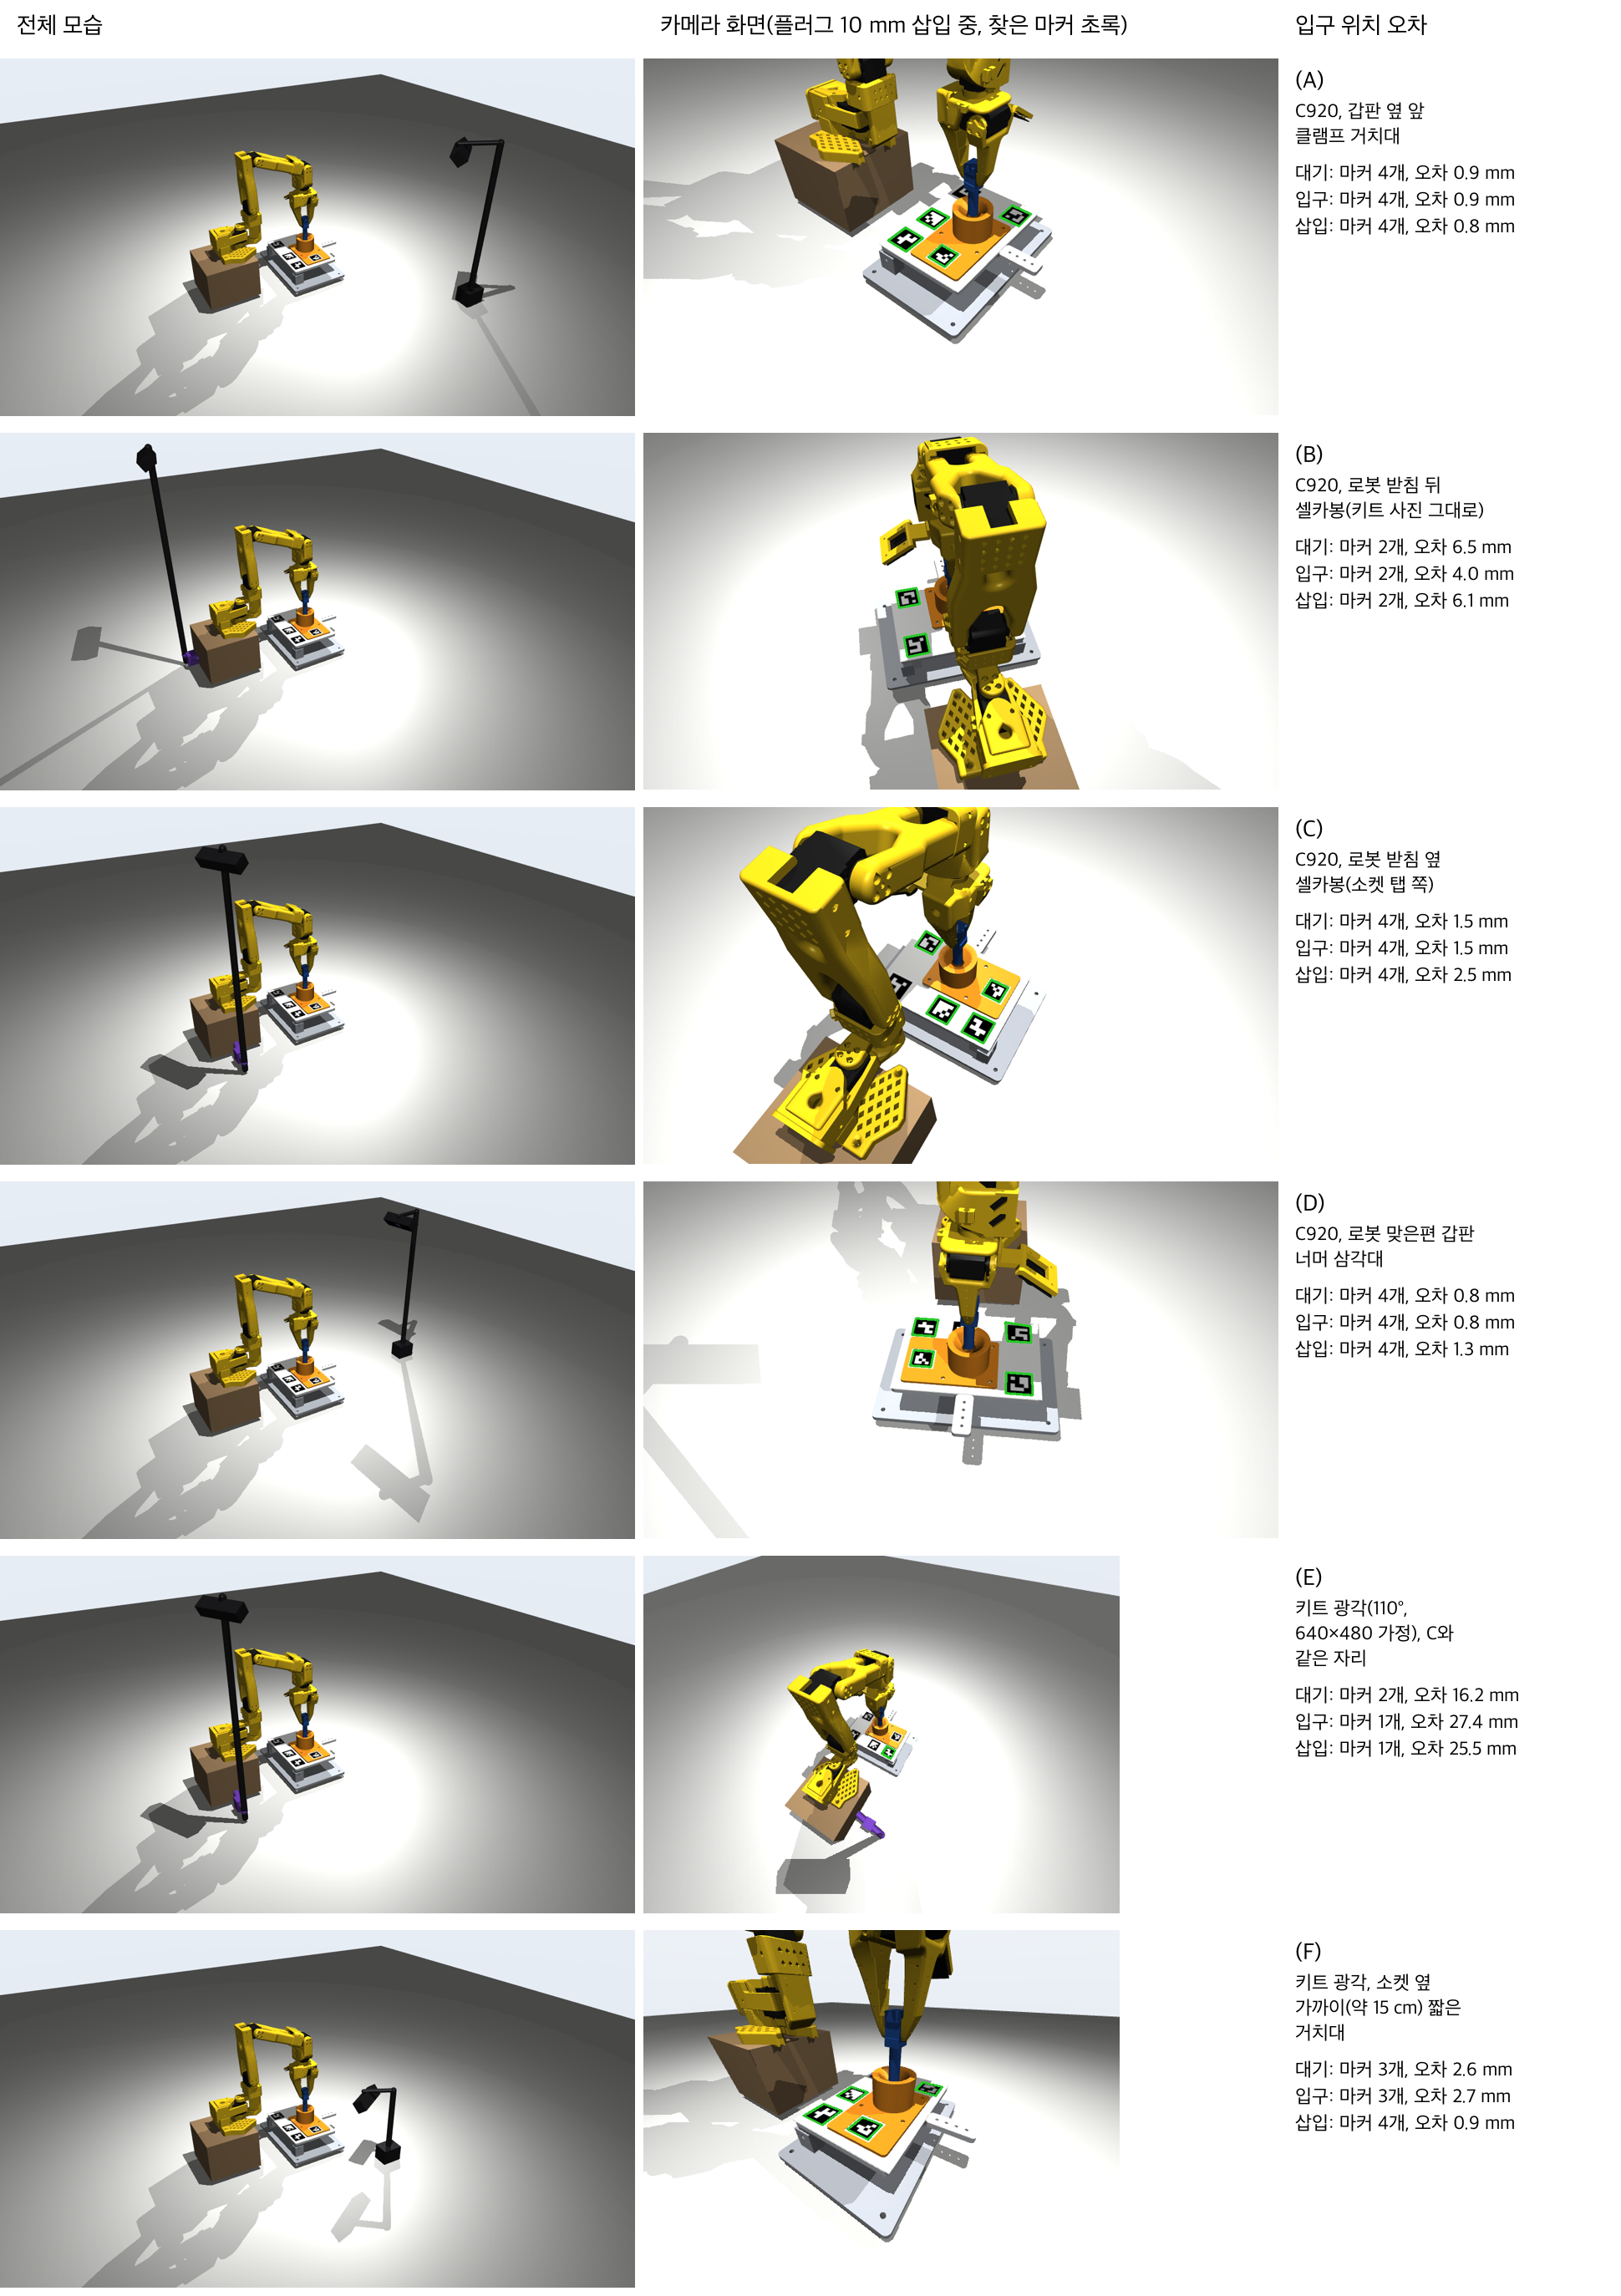 전체 모습
카메라 화면(플러그 10 mm 삽입 중, 찾은 마커 초록)
입구 위치 오차
(A)
C920, 갑판 옆 앞
클램프 거치대
대기: 마커 4개, 오차 0.9 mm
입구: 마커 4개, 오차 0.9 mm
삽입: 마커 4개, 오차 0.8 mm
(B)
C920, 로봇 받침 뒤
셀카봉(키트 사진 그대로)
대기: 마커 2개, 오차 6.5 mm
입구: 마커 2개, 오차 4.0 mm
삽입: 마커 2개, 오차 6.1 mm
(C)
C920, 로봇 받침 옆
셀카봉(소켓 탭 쪽)
대기: 마커 4개, 오차 1.5 mm
입구: 마커 4개, 오차 1.5 mm
삽입: 마커 4개, 오차 2.5 mm
(D)
C920, 로봇 맞은편 갑판
너머 삼각대
대기: 마커 4개, 오차 0.8 mm
입구: 마커 4개, 오차 0.8 mm
삽입: 마커 4개, 오차 1.3 mm
(E)
키트 광각(110°,
640×480 가정), C와
같은 자리
대기: 마커 2개, 오차 16.2 mm
입구: 마커 1개, 오차 27.4 mm
삽입: 마커 1개, 오차 25.5 mm
(F)
키트 광각, 소켓 옆
가까이(약 15 cm) 짧은
거치대
대기: 마커 3개, 오차 2.6 mm
입구: 마커 3개, 오차 2.7 mm
삽입: 마커 4개, 오차 0.9 mm